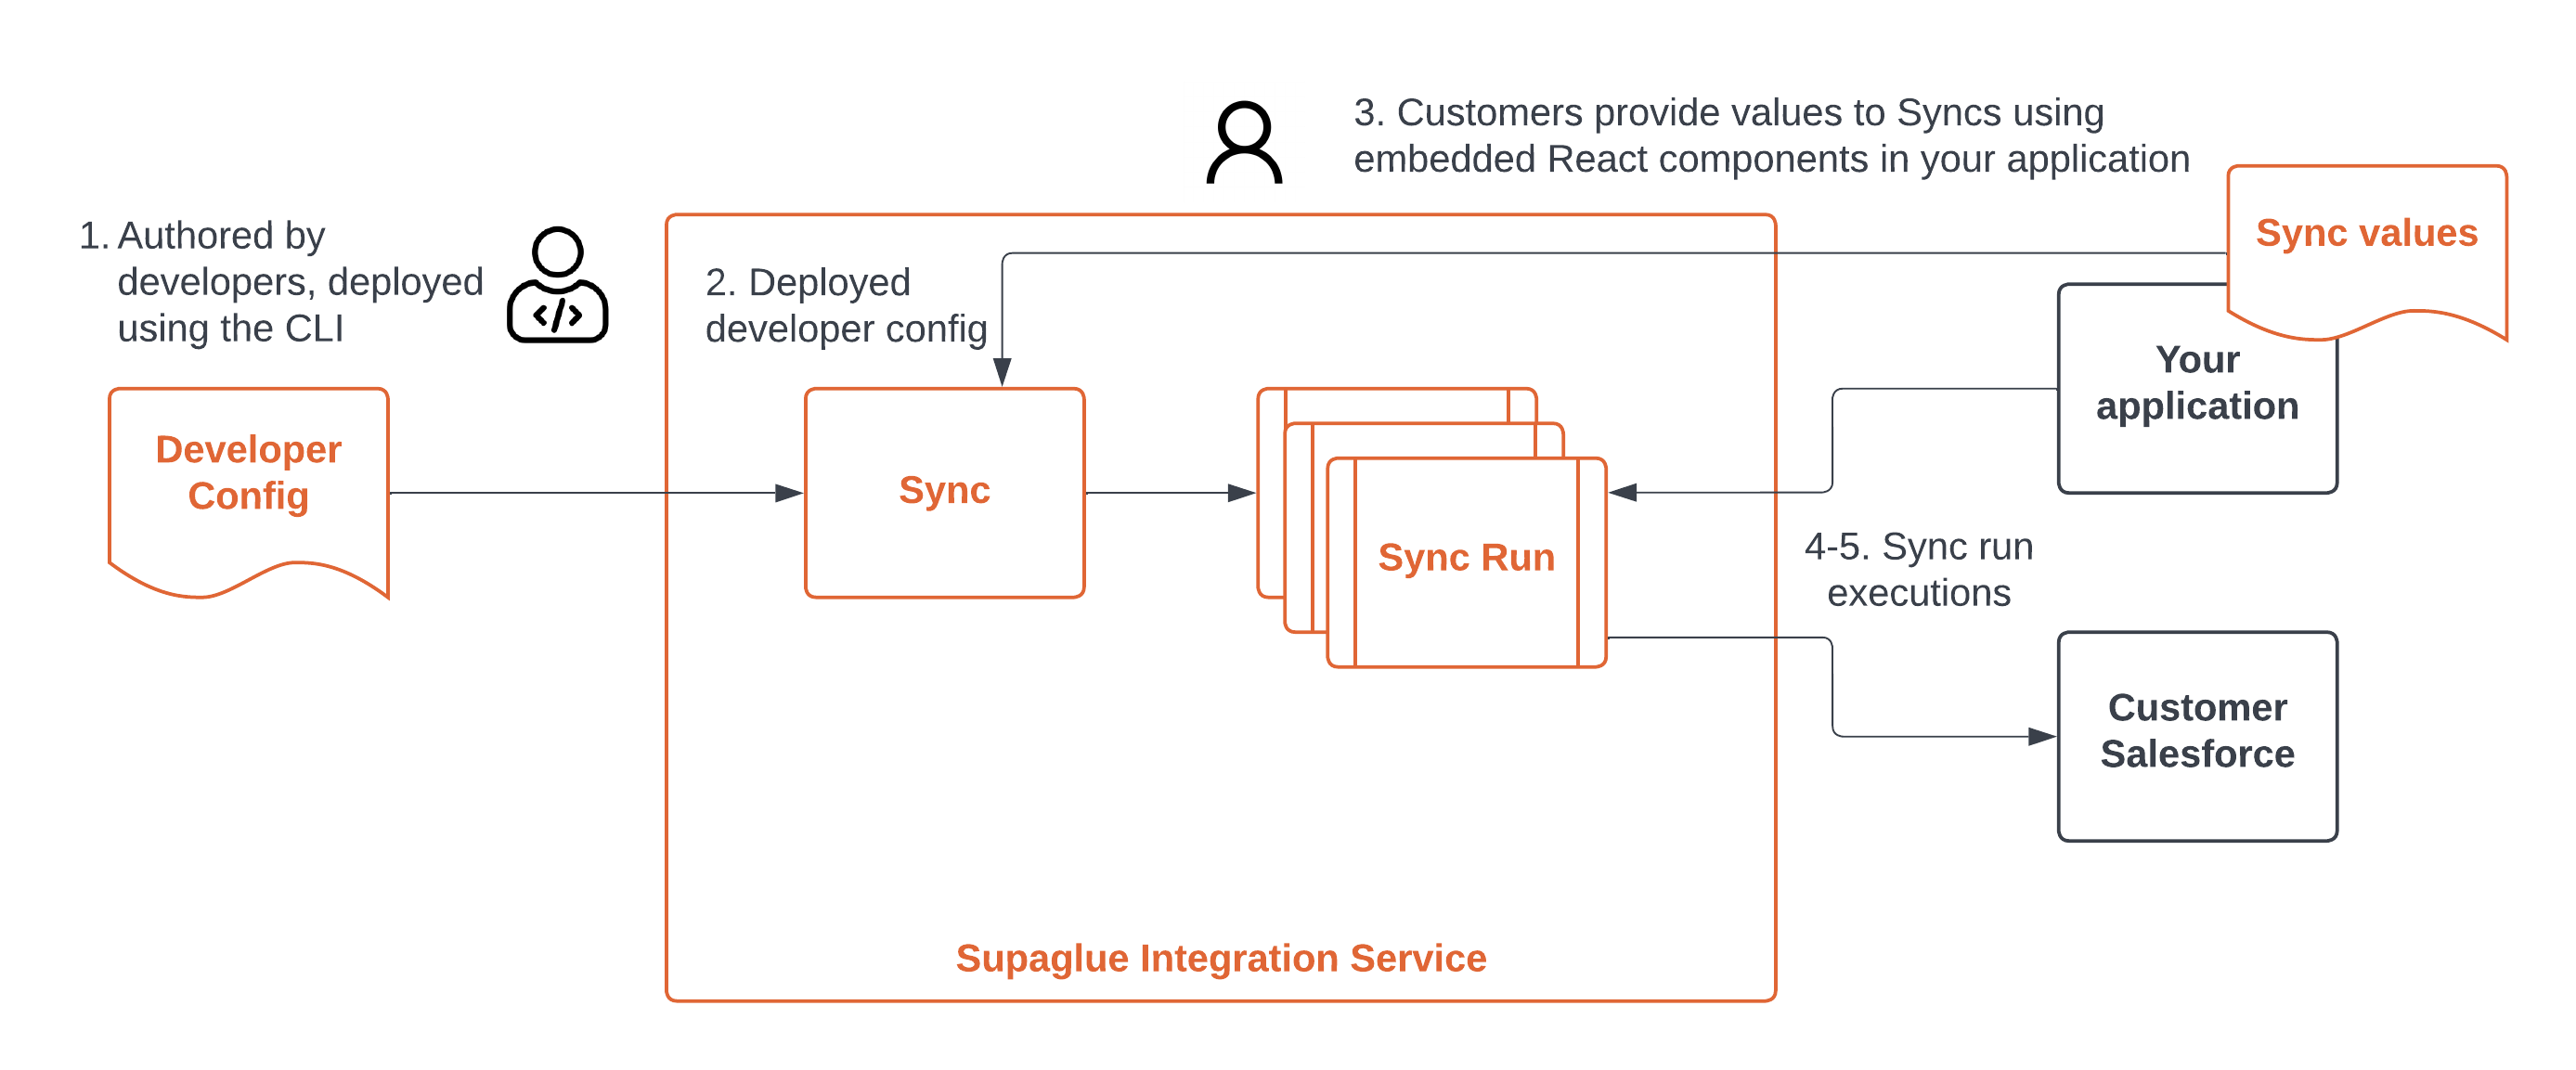 3. Customers provide values to Syncs using
embedded React components in your application
Sync values
1. Authored by
developers, deployed
using the CLI
2. Deployed
developer config
Your
application
Developer
Config
Sync
Sync Run
4-5. Sync run
executions
Customer
Salesforce
Supaglue Integration Service